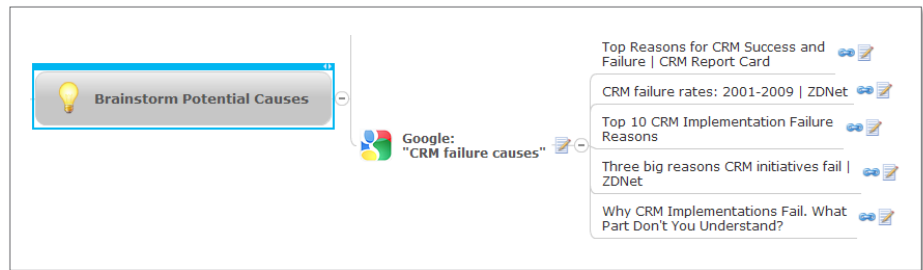 Brainstorm Potential Causes
Google:
"CRM failure causes"
Top Reasons for CRM Success and
Failure | CRM Report Card
CRM failure rates: 2001-2009 | ZDNet
Top 10 CRM Implementation Failure
Reasons
Three big reasons CRM initiatives fail |
ZDNet
Why CRM Implementations Fail. What
Part Don't You Understand?